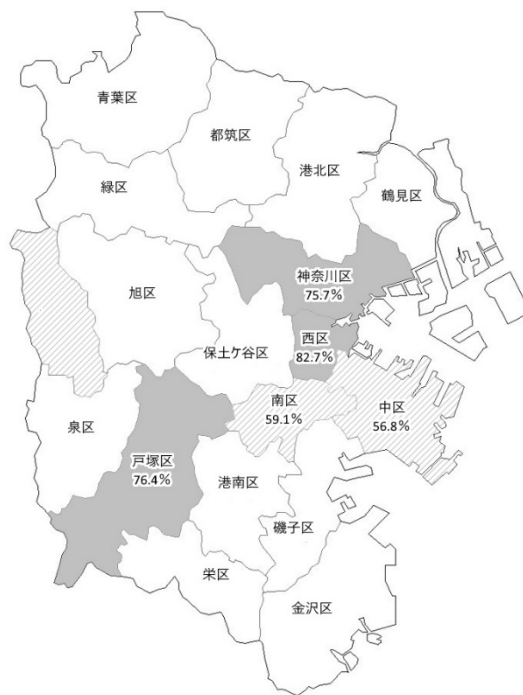 青葉区
都筑区
港北区
緑区
鶴見区
神奈川区
75.7%
旭区
西区
82.7%
保土ケ谷区
南区
59.1%
中区
56.8%
泉区
戸塚区
76.4%
港南区
磯子区
栄区
金沢区